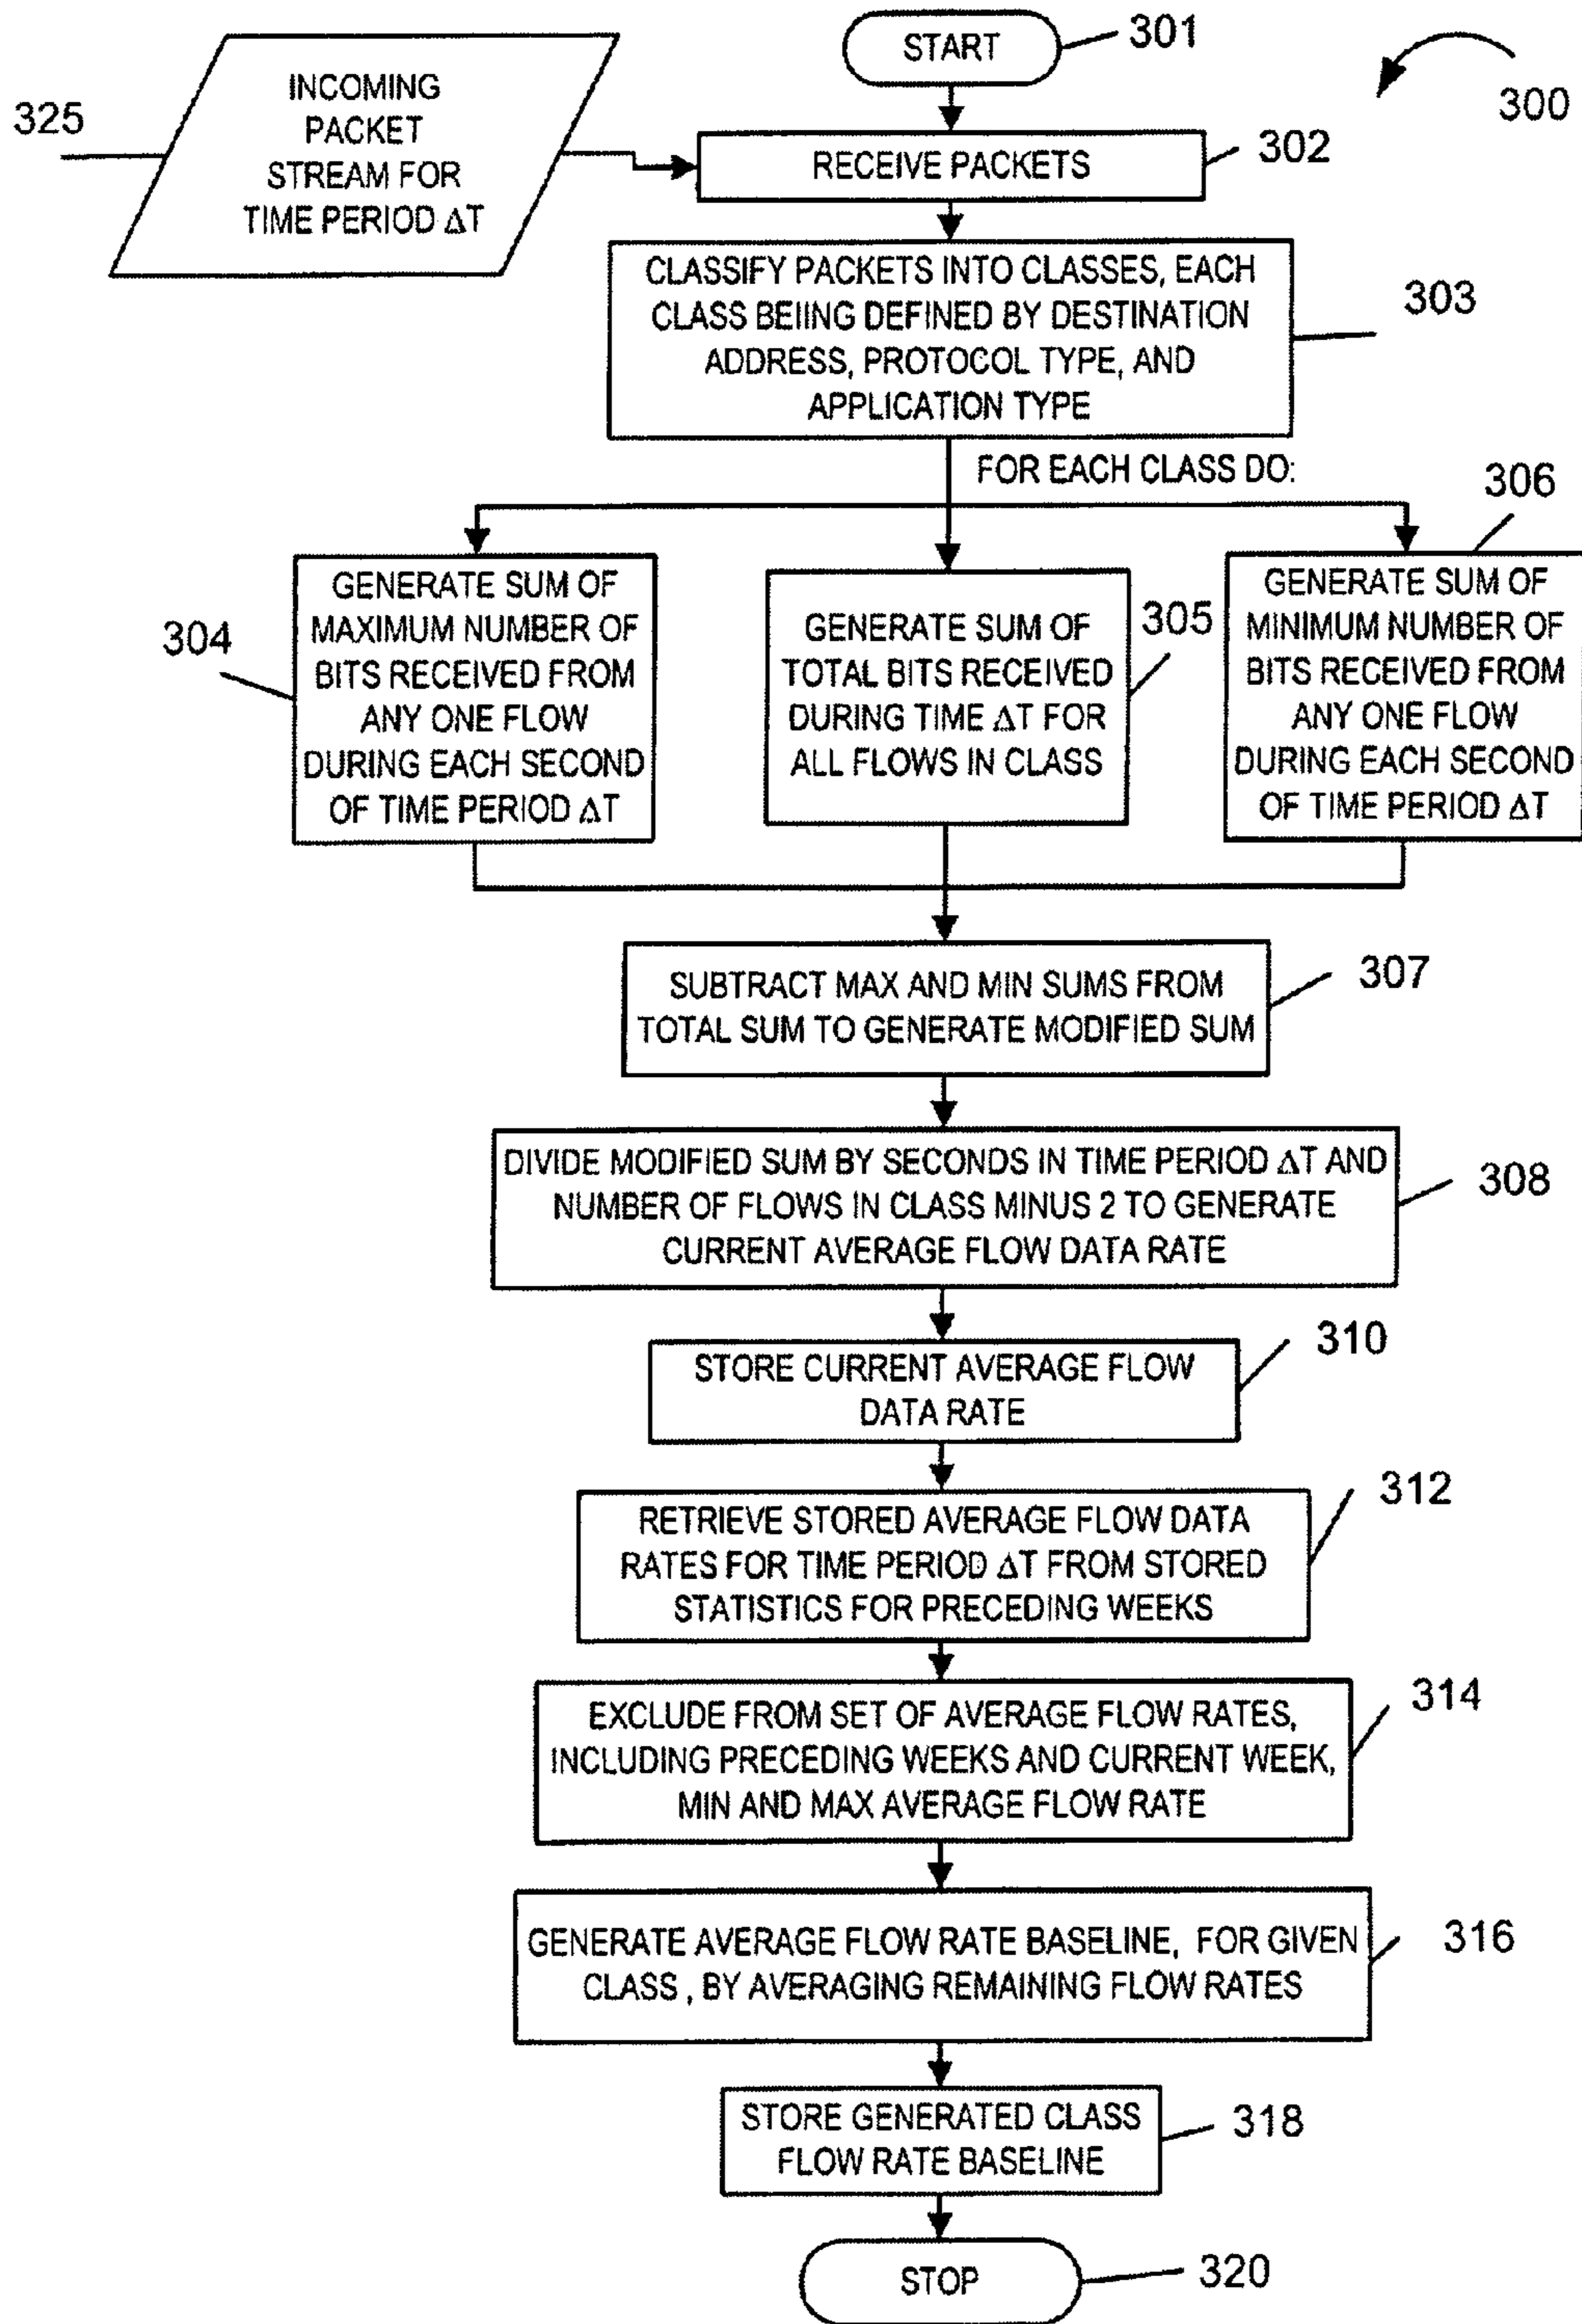 START
301
300
325
INCOMING
PACKET
STREAM FOR
TIME PERIOD ΔT
RECEIVE PACKETS
302
CLASSIFY PACKETS INTO CLASSES, EACH
CLASS BEIING DEFINED BY DESTINATION
ADDRESS, PROTOCOL TYPE, AND
APPLICATION TYPE
303
FOR EACH CLASS DO:
304
GENERATE SUM OF
MAXIMUM NUMBER OF
BITS RECEIVED FROM
ANY ONE FLOW
DURING EACH SECOND
OF TIME PERIOD ΔT
GENERATE SUM OF
TOTAL BITS RECEIVED
DURING TIME ΔT FOR
ALL FLOWS IN CLASS
305
306
GENERATE SUM OF
MINIMUM NUMBER OF
BITS RECEIVED FROM
ANY ONE FLOW
DURING EACH SECOND
OF TIME PERIOD ΔT
SUBTRACT MAX AND MIN SUMS FROM
TOTAL SUM TO GENERATE MODIFIED SUM
307
DIVIDE MODIFIED SUM BY SECONDS IN TIME PERIOD ΔT AND
NUMBER OF FLOWS IN CLASS MINUS 2 TO GENERATE
CURRENT AVERAGE FLOW DATA RATE
308
STORE CURRENT AVERAGE FLOW
DATA RATE
310
RETRIEVE STORED AVERAGE FLOW DATA
RATES FOR TIME PERIOD ΔT FROM STORED
STATISTICS FOR PRECEDING WEEKS
312
EXCLUDE FROM SET OF AVERAGE FLOW RATES,
INCLUDING PRECEDING WEEKS AND CURRENT WEEK,
MIN AND MAX AVERAGE FLOW RATE
314
GENERATE AVERAGE FLOW RATE BASELINE, FOR GIVEN
CLASS , BY AVERAGING REMAINING FLOW RATES
316
STORE GENERATED CLASS
FLOW RATE BASELINE
318
STOP
320